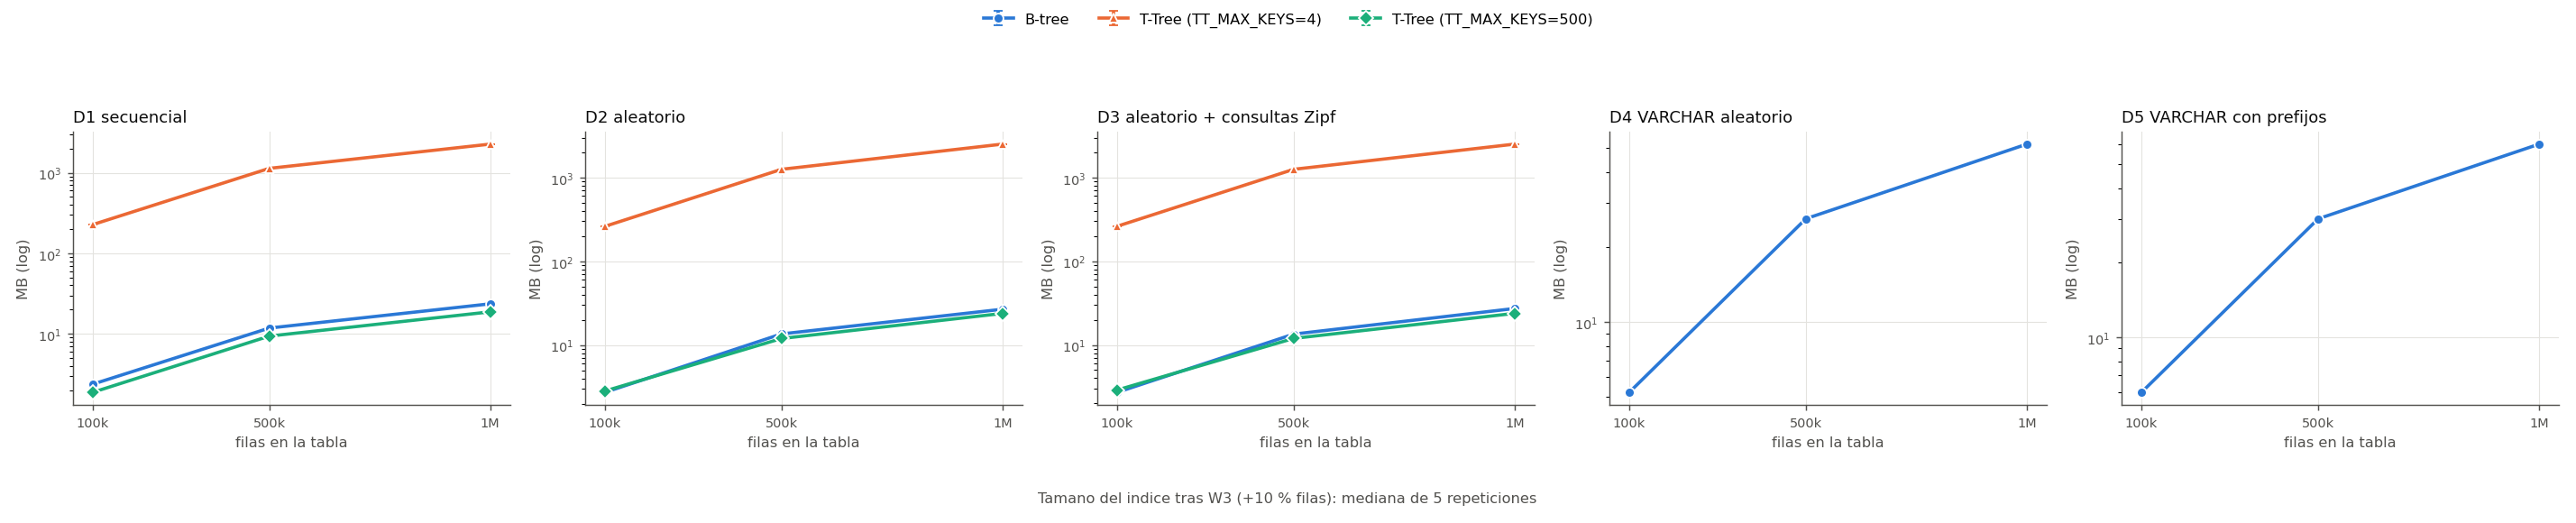 B-tree T-Tree (TT_MAX_KEYS=4) T-Tree (TT_MAX_KEYS=500)
D1 secuencial
MB (log)
10³
10²
10¹
100k 500k 1M
filas en la tabla
D2 aleatorio
MB (log)
10³
10²
10¹
100k 500k 1M
filas en la tabla
D3 aleatorio + consultas Zipf
MB (log)
10³
10²
10¹
100k 500k 1M
filas en la tabla
D4 VARCHAR aleatorio
MB (log)
10¹
100k 500k 1M
filas en la tabla
D5 VARCHAR con prefijos
MB (log)
10¹
100k 500k 1M
filas en la tabla
Tamano del indice tras W3 (+10 % filas): mediana de 5 repeticiones